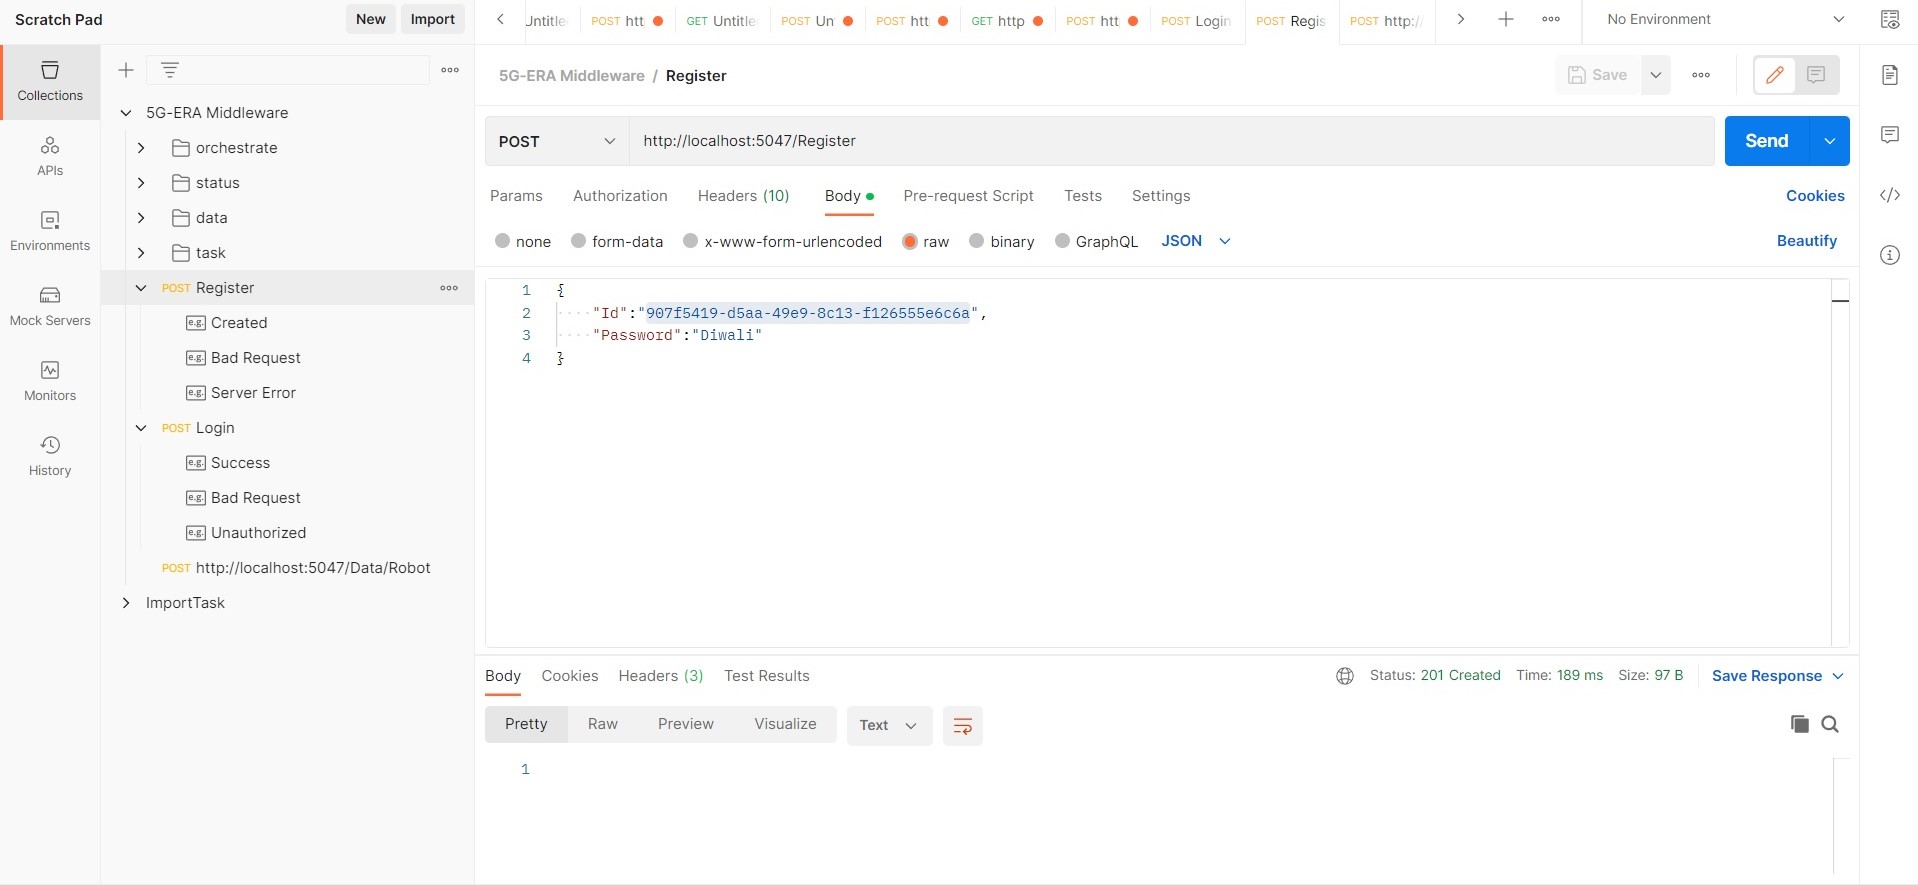 Scratch Pad
New
Import
POST htt
GET Untitle
POST Un
POST htt
GET http
POST htt
POST Login
POST Regis
POST http:/
No Environment
Collections
APIs
Environments
Mock Servers
Monitors
History
5G-ERA Middleware
orchestrate
status
data
task
POST Register
e.g. Created
e.g. Bad Request
e.g. Server Error
POST Login
e.g. Success
e.g. Bad Request
e.g. Unauthorized
POST http://localhost:5047/Data/Robot
ImportTask
5G-ERA Middleware / Register
Save
POST
http://localhost:5047/Register
Send
Params
Authorization
Headers (10)
Body
Pre-request Script
Tests
Settings
Cookies
none
form-data
x-www-form-urlencoded
raw
binary
GraphQL
JSON
Beautify
1 {
2 "Id":"907f5419-d5aa-49e9-8c13-f126555e6c6a",
3 "Password":"Diwali"
4 }
Body
Cookies
Headers (3)
Test Results
Status: 201 Created
Time: 189 ms
Size: 97 B
Save Response
Pretty
Raw
Preview
Visualize
Text
1